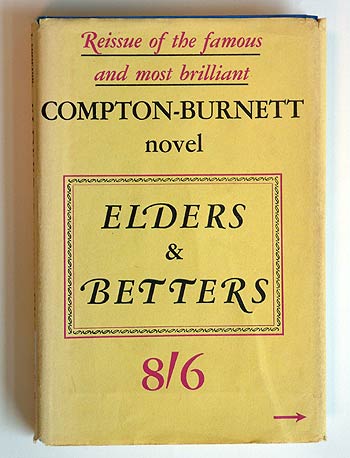 Reissue of the famous
and most brilliant
COMPTON-BURNETT
novel
ELDERS
&
BETTERS
8/6